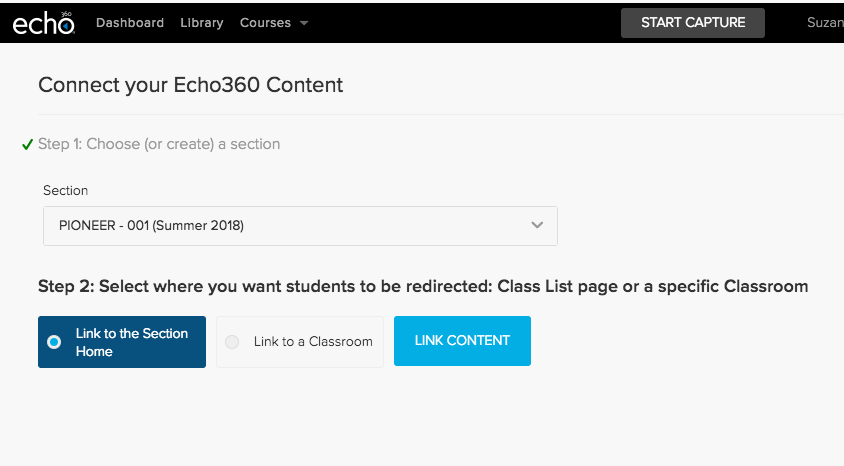 echo360
Dashboard Library Courses START CAPTURE Suzan
Connect your Echo360 Content
Step 1: Choose (or create) a section
Section
PIONEER - 001 (Summer 2018)
Step 2: Select where you want students to be redirected: Class List page or a specific Classroom
Link to the Section
Home
Link to a Classroom
LINK CONTENT